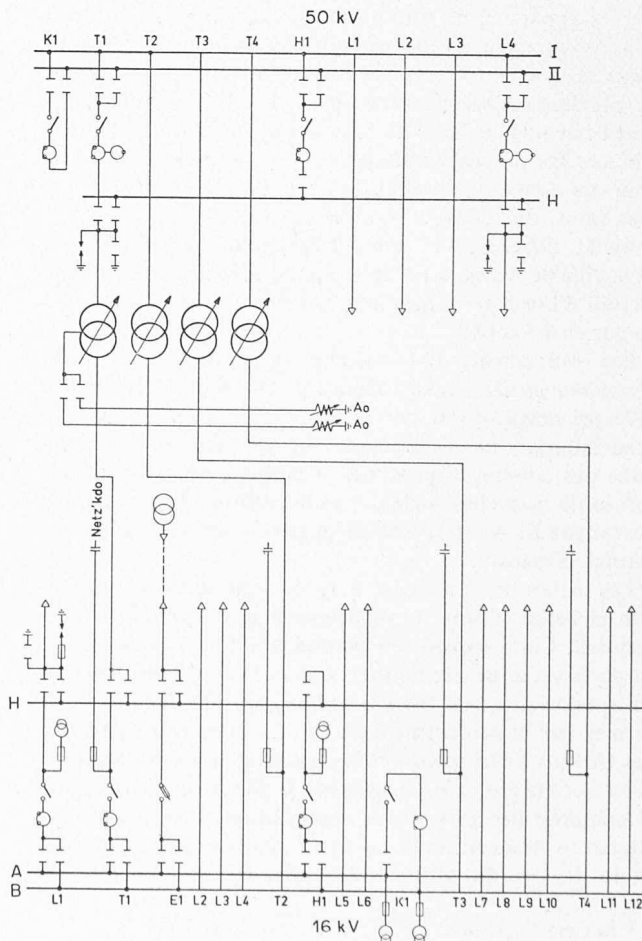 50 kV
K1 T1 T2 T3 T4 H1 L1 L2 L3 L4 I
II
H
Ao
Ao
Netz'kdo
H
A
B
L1 T1 E1 L2 L3 L4 T2 H1 L5 L6 K1 T3 L7 L8 L9 L10 T4 L11 L12
16 kV